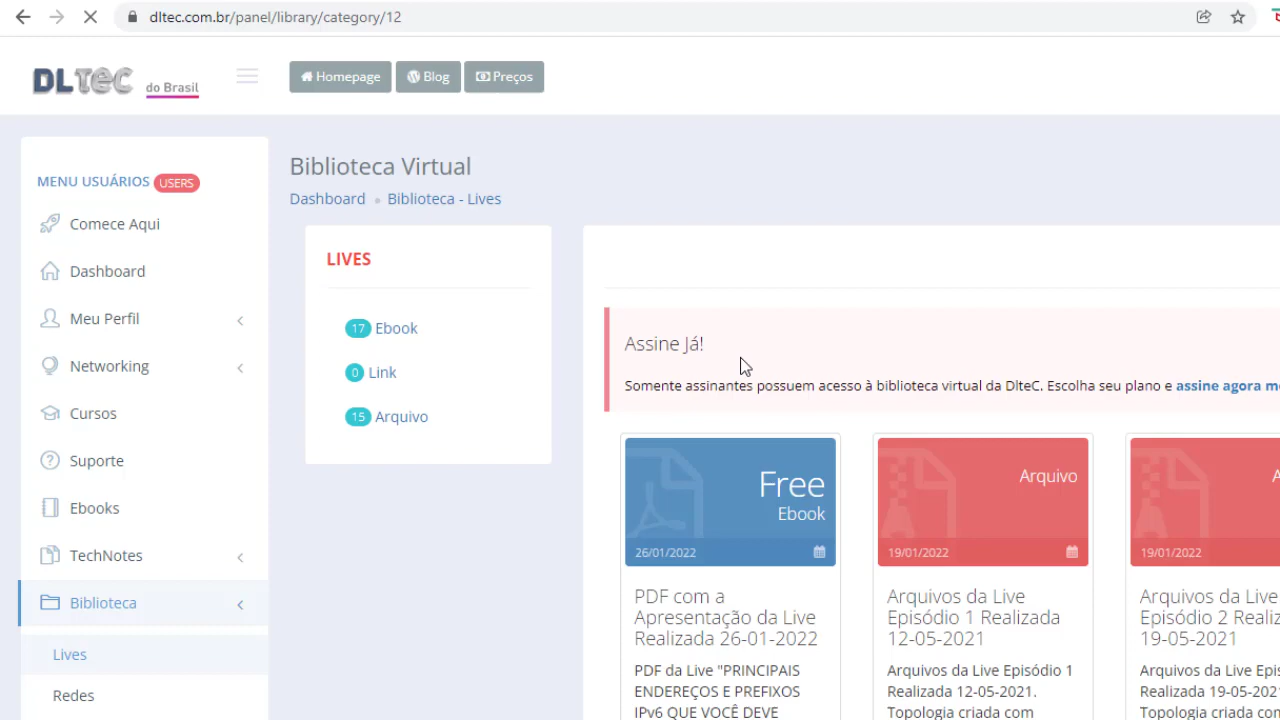 dltec.com.br/panel/library/category/12
DLTEC do Brasil
Homepage Blog Preços
MENU USUÁRIOS USERS
Comece Aqui
Dashboard
Meu Perfil
Networking
Cursos
Suporte
Ebooks
TechNotes
Biblioteca
Lives
Redes
Biblioteca Virtual
Dashboard Biblioteca - Lives
LIVES
17 Ebook
0 Link
15 Arquivo
Assine Já!
Somente assinantes possuem acesso à biblioteca virtual da DlteC. Escolha seu plano e assine agora
Free
Ebook
26/01/2022
PDF com a
Apresentação da Live
Realizada 26-01-2022
PDF da Live "PRINCIPAIS
ENDEREÇOS E PREFIXOS
IPv6 QUE VOCÊ DEVE
Arquivo
19/01/2022
Arquivos da Live
Episódio 1 Realizada
12-05-2021
Arquivos da Live Episódio 1
Realizada 12-05-2021.
Topologia criada com
19/01/2022
Arquivos da Live
Episódio 2
19-05-2021
Arquivos da Live
Realizada
Topologia criada